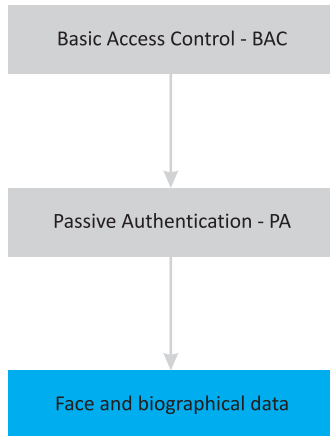 Basic Access Control - BAC
Passive Authentication - PA
Face and biographical data